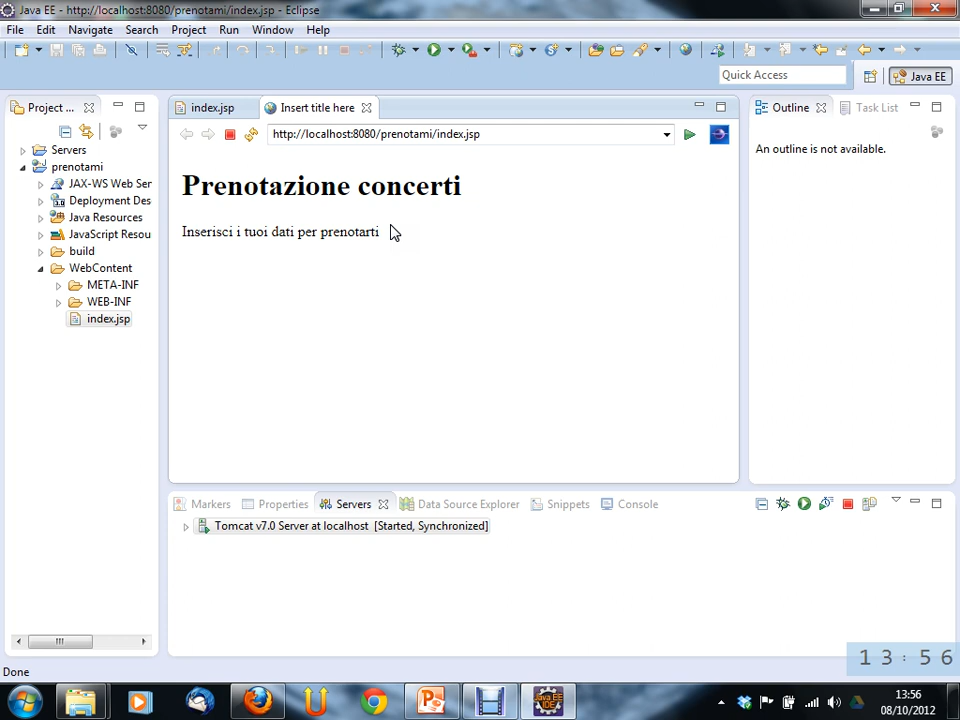 Java EE - http://localhost:8080/prenotami/index.jsp - Eclipse
File Edit Navigate Search Project Run Window Help
Quick Access
Java EE
Project ...
index.jsp
Insert title here
Outline
Task List
http://localhost:8080/prenotami/index.jsp
Servers
prenotami
JAX-WS Web Ser
Deployment Des
Java Resources
JavaScript Resou
build
WebContent
META-INF
WEB-INF
index.jsp
Prenotazione concerti
Inserisci i tuoi dati per prenotarti
An outline is not available.
Markers
Properties
Servers
Data Source Explorer
Snippets
Console
Tomcat v7.0 Server at localhost [Started, Synchronized]
Done
13:56
13:56
08/10/2012